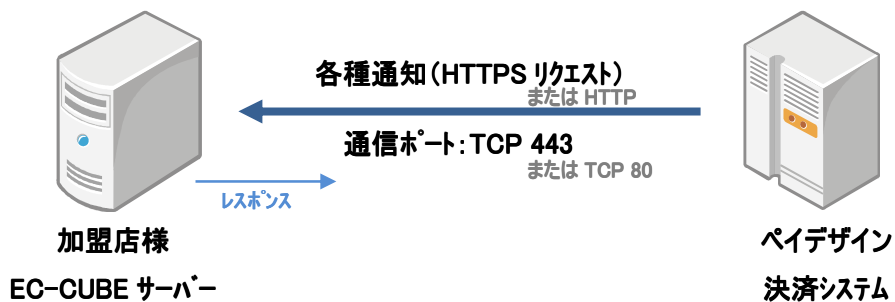 各種通知（HTTPS ﾘｸｴｽﾄ）
または HTTP
通信ﾎﾟｰﾄ：TCP 443
または TCP 80
ﾚｽﾎﾟﾝｽ
加盟店様
EC-CUBE ｻｰﾊﾞｰ
ペイデザイン
決済ｼｽﾃﾑ